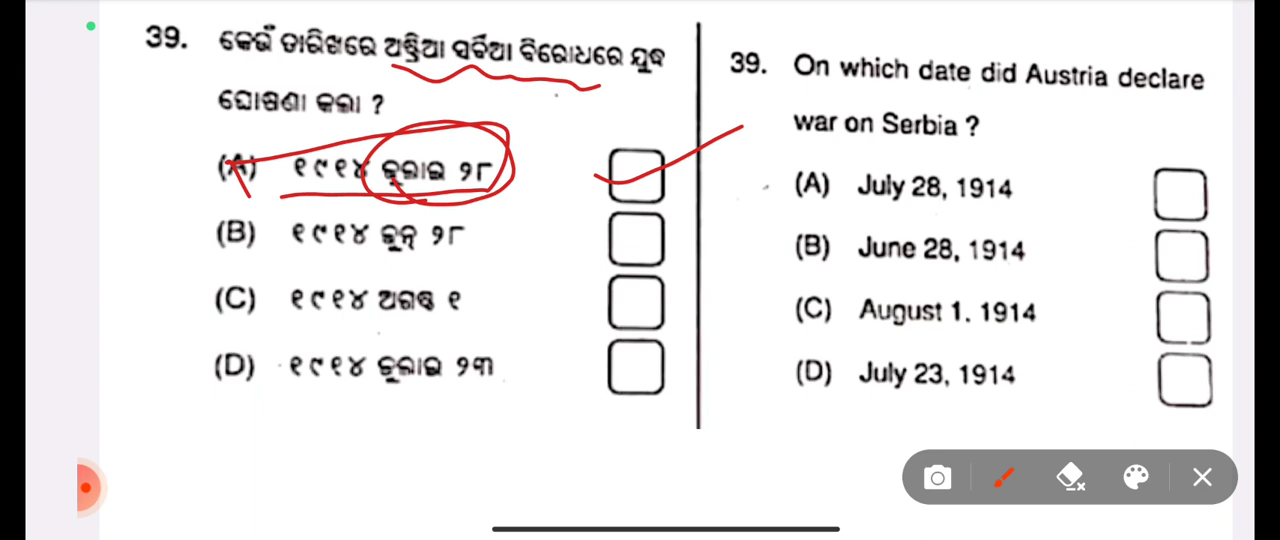 39. କେଉଁ ତାରିଖରେ ଅଷ୍ଟ୍ରିଆ ସର୍ବିଆ ବିରୋଧରେ ଯୁଦ୍ଧ
ଘୋଷଣା କଲା ?
(A) ୧୯୧୪ ଜୁଲାଇ ୨୮
(B) ୧୯୧୪ ଜୁନ୍ ୨୮
(C) ୧୯୧୪ ଅଗଷ୍ଟ ୧
(D) ୧୯୧୪ ଜୁଲାଇ ୨୩
39. On which date did Austria declare
war on Serbia ?
(A) July 28, 1914
(B) June 28, 1914
(C) August 1. 1914
(D) July 23, 1914